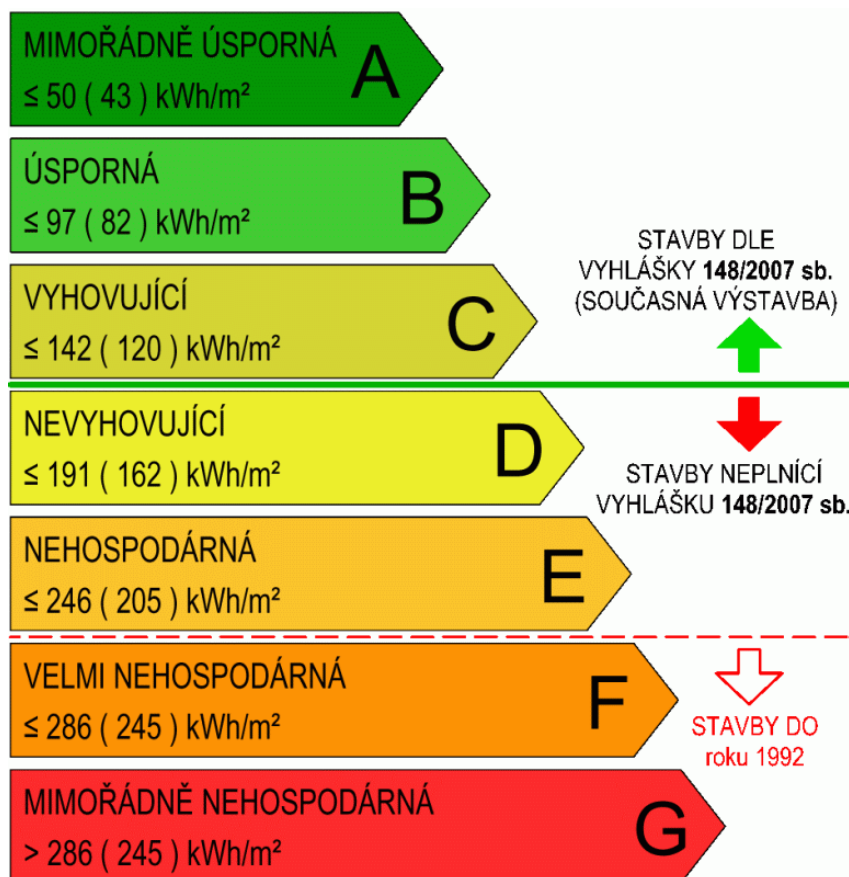 MIMOŘÁDNĚ ÚSPORNÁ
≤ 50 ( 43 ) kWh/m²
A
ÚSPORNÁ
≤ 97 ( 82 ) kWh/m²
B
VYHOVUJÍCÍ
≤ 142 ( 120 ) kWh/m²
C
STAVBY DLE
VYHLÁŠKY 148/2007 sb.
(SOUČASNÁ VÝSTAVBA)
NEVYHOVUJÍCÍ
≤ 191 ( 162 ) kWh/m²
D
STAVBY NEPLNÍCÍ
VYHLÁŠKU 148/2007 sb.
NEHOSPODÁRNÁ
≤ 246 ( 205 ) kWh/m²
E
VELMI NEHOSPODÁRNÁ
≤ 286 ( 245 ) kWh/m²
F
STAVBY DO
roku 1992
MIMOŘÁDNĚ NEHOSPODÁRNÁ
> 286 ( 245 ) kWh/m²
G